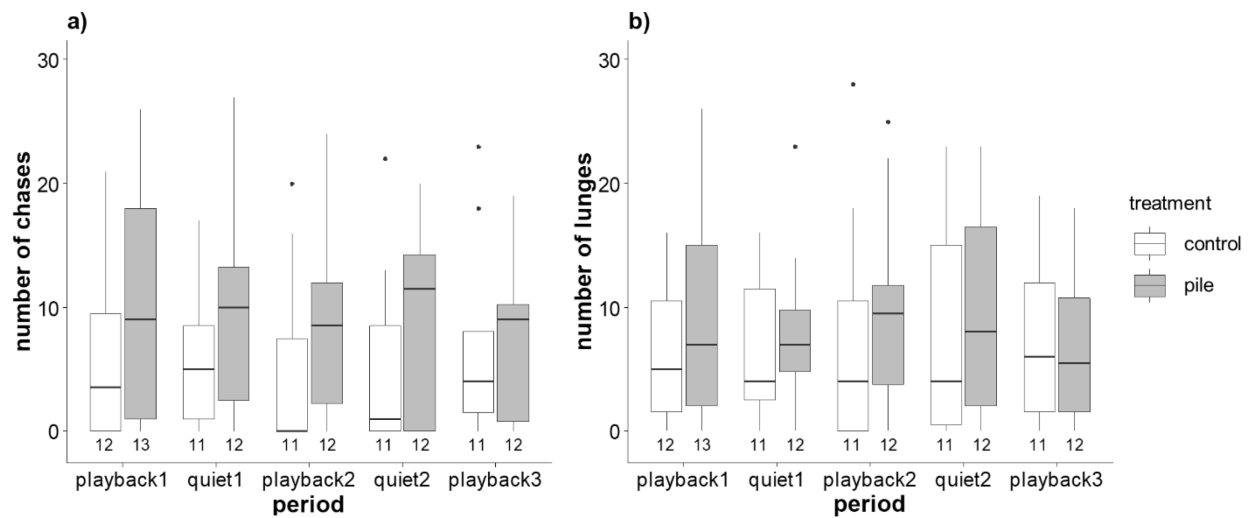 a)
number of chases
30
20
10
0
12 13 11 12 11 12 11 12 11 12
playback1 quiet1 playback2 quiet2 playback3
period
b)
number of lunges
30
20
10
0
12 13 11 12 11 12 11 12 11 12
playback1 quiet1 playback2 quiet2 playback3
period
treatment
control
pile